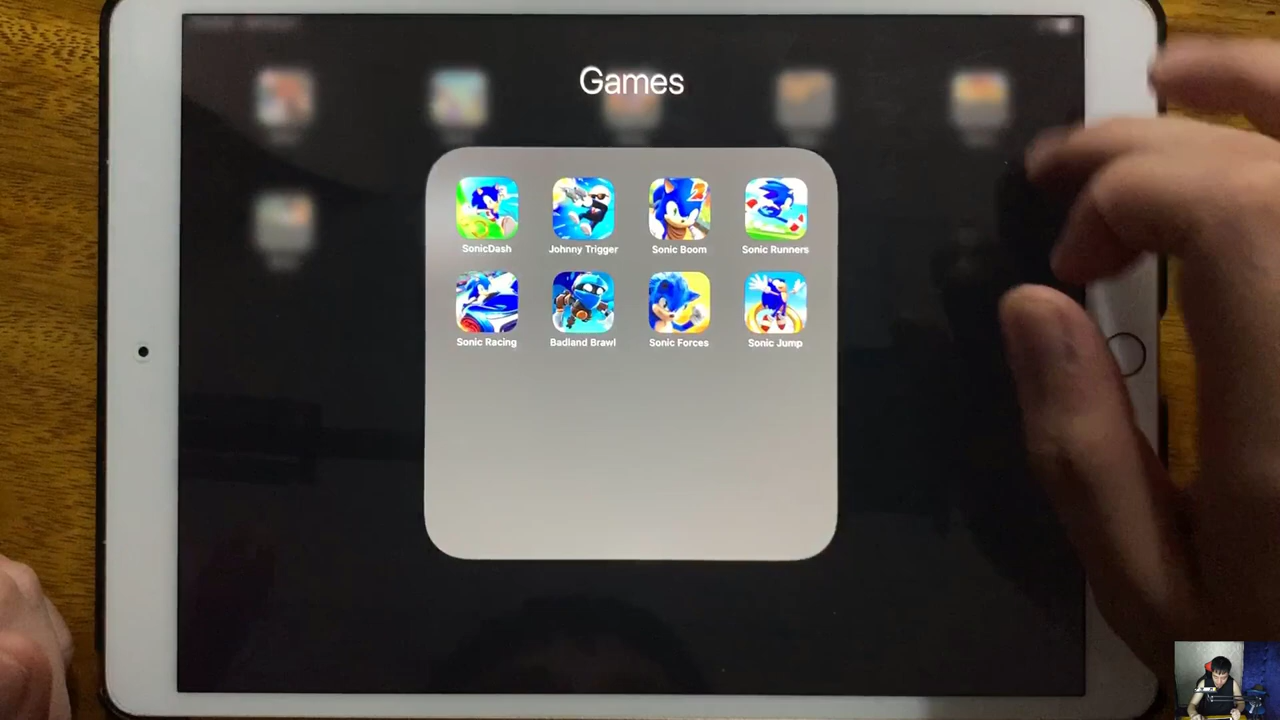 Games
SonicDash
Johnny Trigger
Sonic Boom
Sonic Runners
Sonic Racing
Badland Brawl
Sonic Forces
Sonic Jump